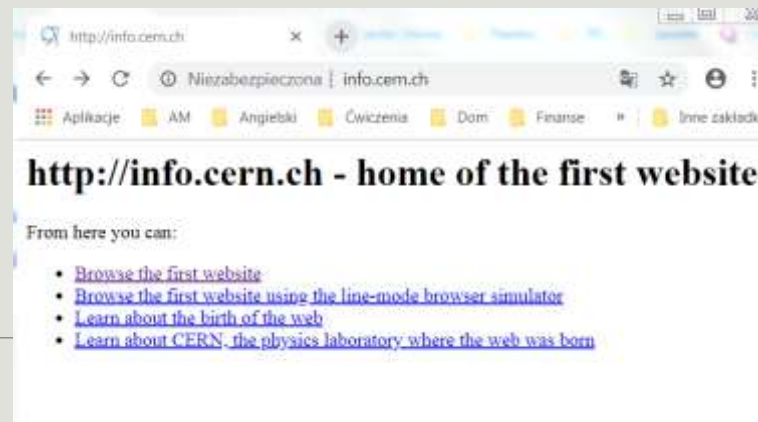 http://info.cern.ch
Niezabezpieczona | info.cern.ch
Aplikacje AM Angielski Ćwiczenia Dom Finanse » Inne zakładk
http://info.cern.ch - home of the first website
From here you can:
• Browse the first website
• Browse the first website using the line-mode browser simulator
• Learn about the birth of the web
• Learn about CERN, the physics laboratory where the web was born